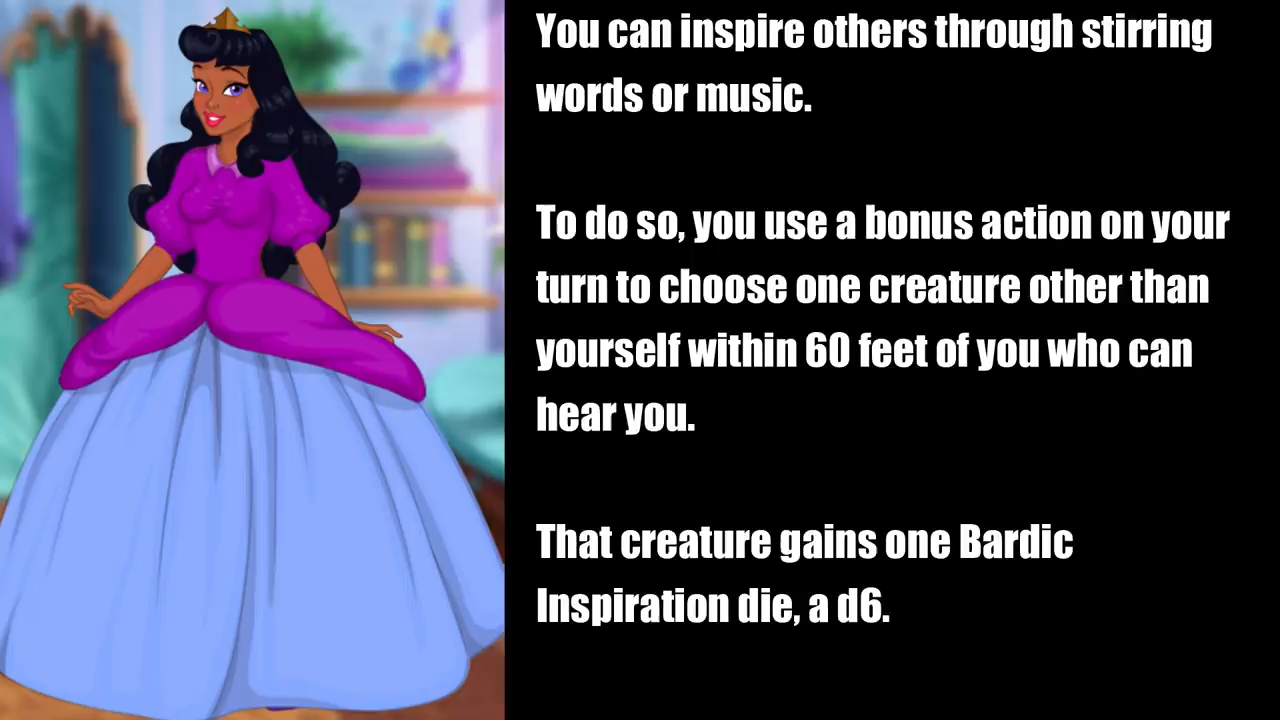 You can inspire others through stirring
words or music.
To do so, you use a bonus action on your
turn to choose one creature other than
yourself within 60 feet of you who can
hear you.
That creature gains one Bardic
Inspiration die, a d6.